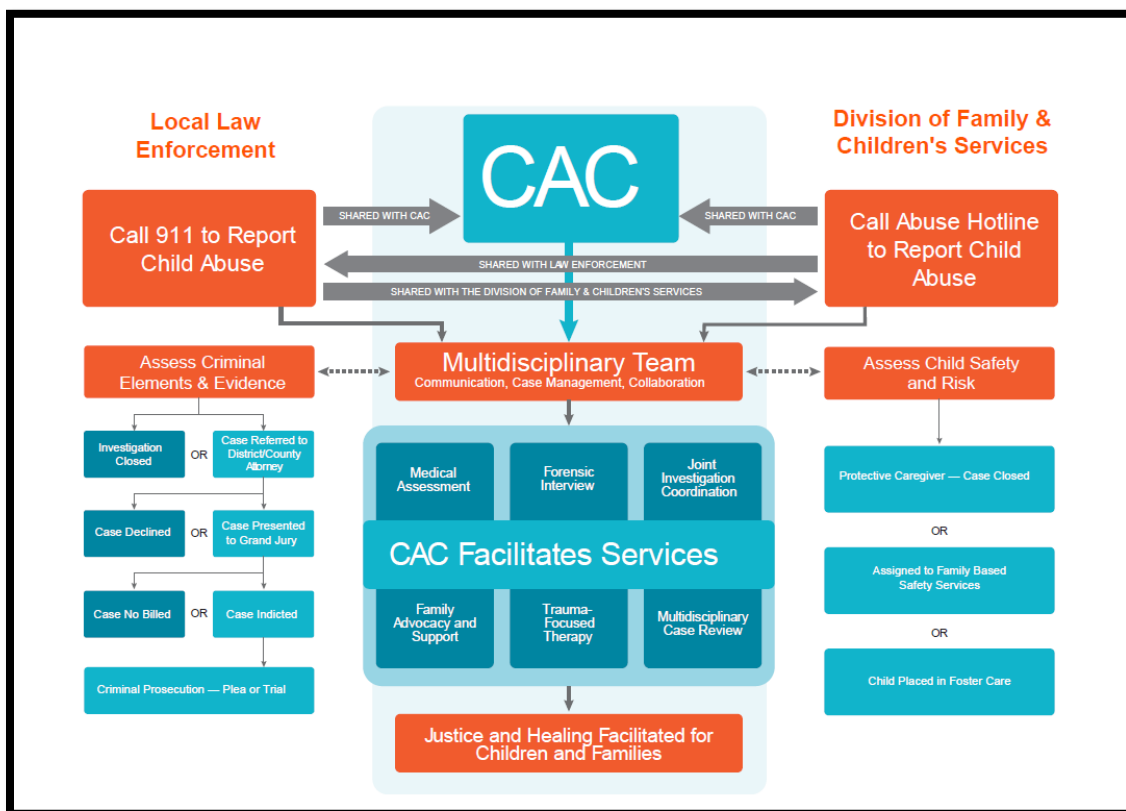 Local Law
Enforcement
CAC
Division of Family &
Children's Services
Call 911 to Report
Child Abuse
SHARED WITH CAC
SHARED WITH CAC
Call Abuse Hotline
to Report Child
Abuse
SHARED WITH LAW ENFORCEMENT
SHARED WITH THE DIVISION OF FAMILY & CHILDREN'S SERVICES
Assess Criminal
Elements & Evidence
Multidisciplinary Team
Communication, Case Management, Collaboration
Assess Child Safety
and Risk
Investigation
Closed
OR
Case Referred to
District/County
Attorney
Case Declined
OR
Case Presented
to Grand Jury
Case No Billed
OR
Case Indicted
Criminal Prosecution — Plea or Trial
Medical
Assessment
Forensic
Interview
Joint
Investigation
Coordination
CAC Facilitates Services
Family
Advocacy and
Support
Trauma-
Focused
Therapy
Multidisciplinary
Case Review
Justice and Healing Facilitated for
Children and Families
Protective Caregiver — Case Closed
OR
Assigned to Family Based
Safety Services
OR
Child Placed in Foster Care